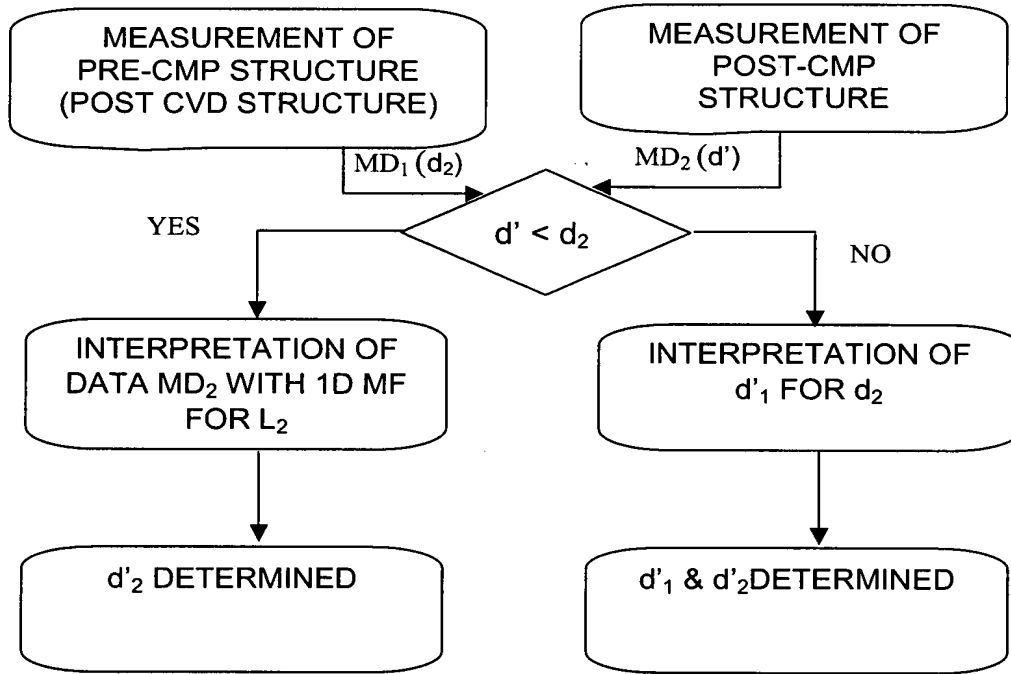 MEASUREMENT OF
PRE-CMP STRUCTURE
(POST CVD STRUCTURE)
MEASUREMENT OF
POST-CMP
STRUCTURE
MD₁ (d₂)
MD₂ (d')
YES
d' < d₂
NO
INTERPRETATION OF
DATA MD₂ WITH 1D MF
FOR L₂
INTERPRETATION OF
d'₁ FOR d₂
d'₂ DETERMINED
d'₁ & d'₂DETERMINED